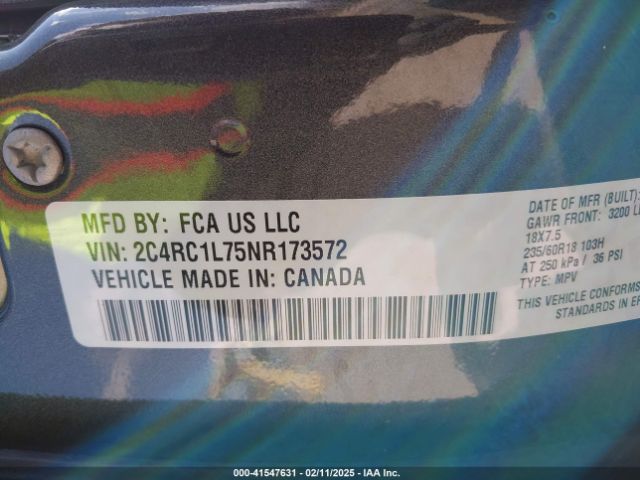 MFD BY: FCA US LLC
VIN: 2C4RC1L75NR173572
VEHICLE MADE IN: CANADA
DATE OF MFR (BUILT):
GAWR FRONT: 3200 L
18X7.5
235/60R18 103H
AT 250 kPa / 36 PSI
TYPE: MPV
THIS VEHICLE CONFORMS
STANDARDS IN EF
000-41547631 - 02/11/2025 - IAA Inc.